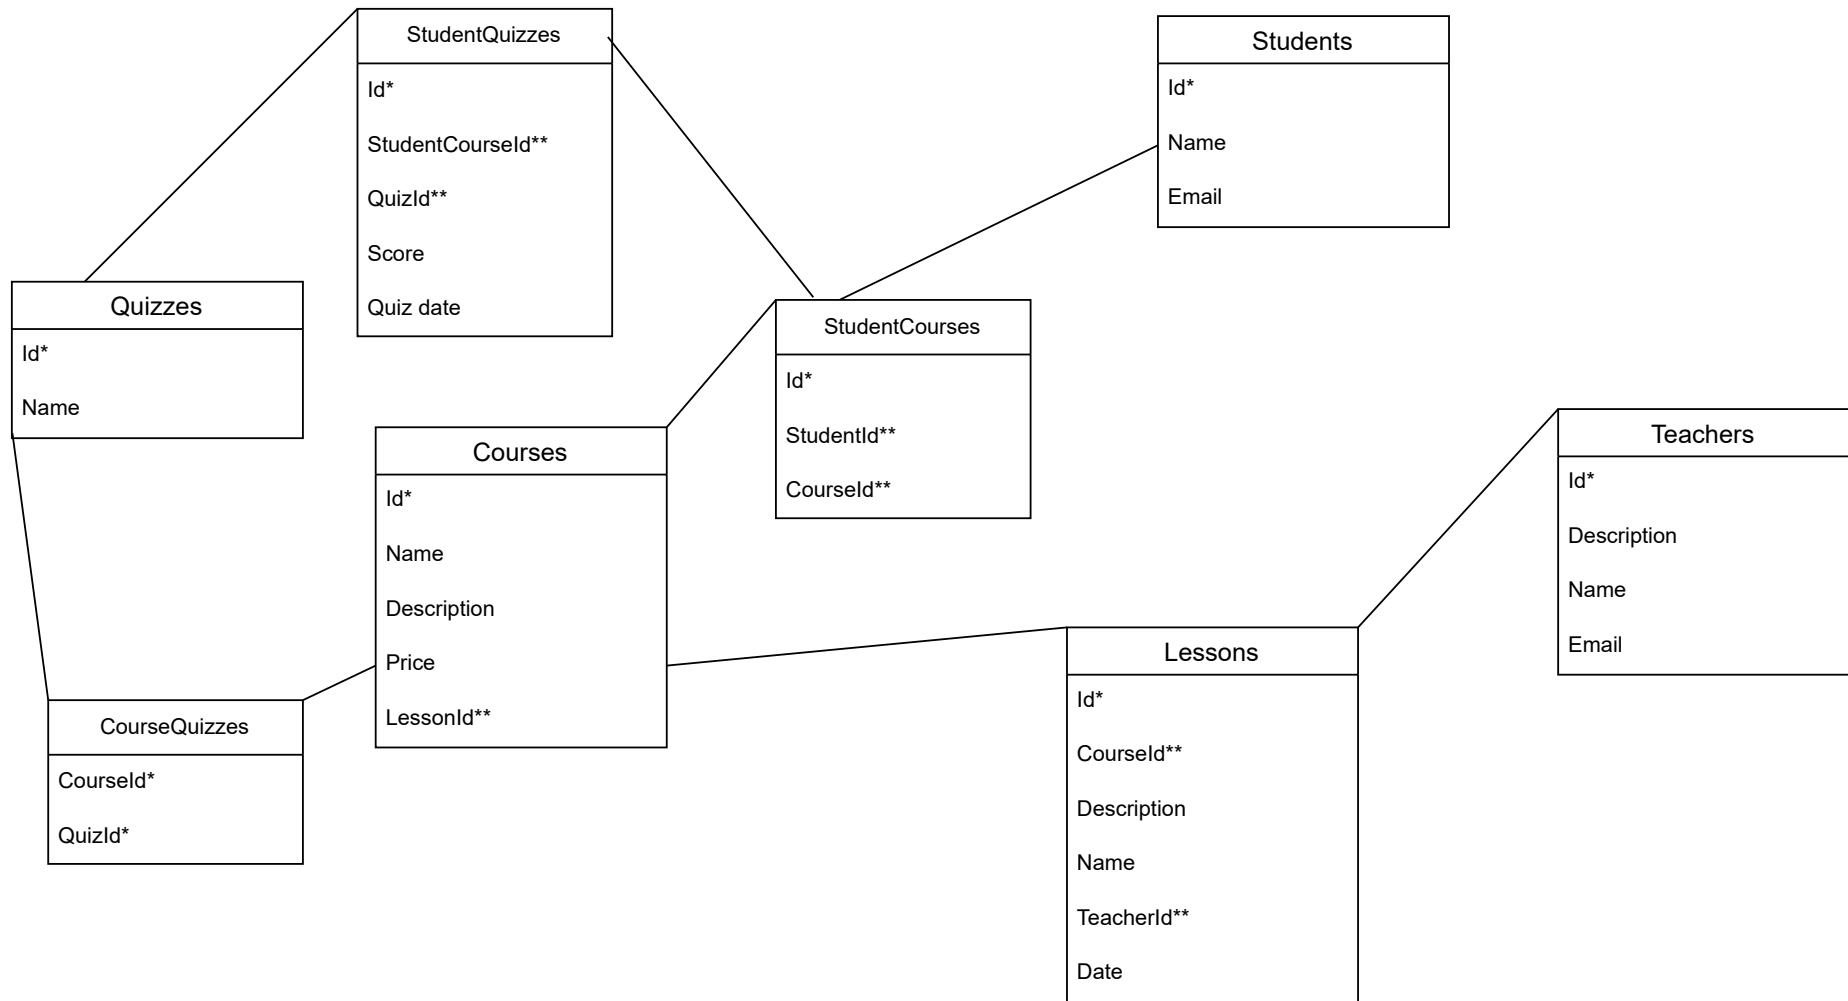 StudentQuizzes
Id*
StudentCourseId**
QuizId**
Score
Quiz date
Students
Id*
Name
Email
Quizzes
Id*
Name
StudentCourses
Id*
StudentId**
CourseId**
Courses
Id*
Name
Description
Price
LessonId**
Teachers
Id*
Description
Name
Email
Lessons
Id*
CourseId**
Description
Name
TeacherId**
Date
CourseQuizzes
CourseId*
QuizId*